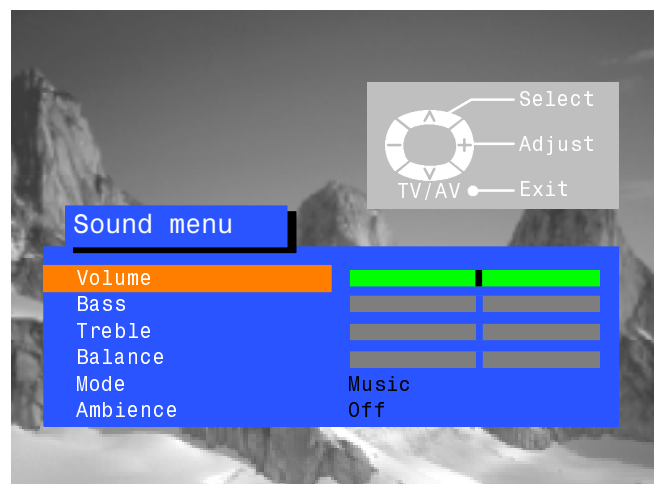 Select
Adjust
TV/AV Exit
Sound menu
Volume
Bass
Treble
Balance
Mode Music
Ambience Off